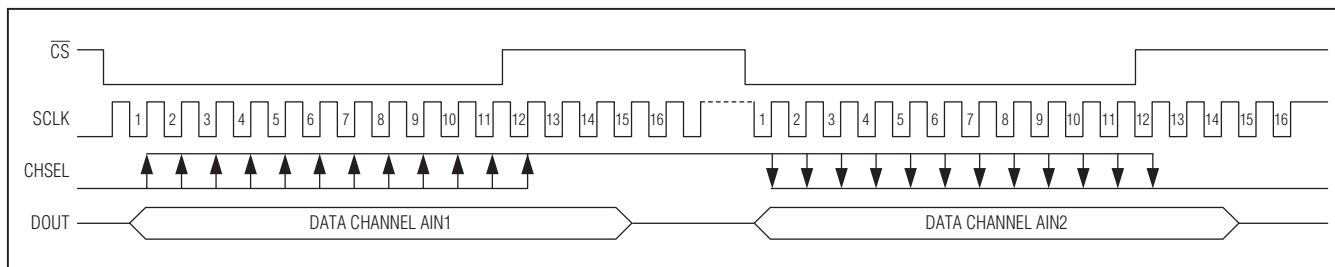 CS
SCLK 1 2 3 4 5 6 7 8 9 10 11 12 13 14 15 16 1 2 3 4 5 6 7 8 9 10 11 12 13 14 15 16
CHSEL
DOUT DATA CHANNEL AIN1 DATA CHANNEL AIN2